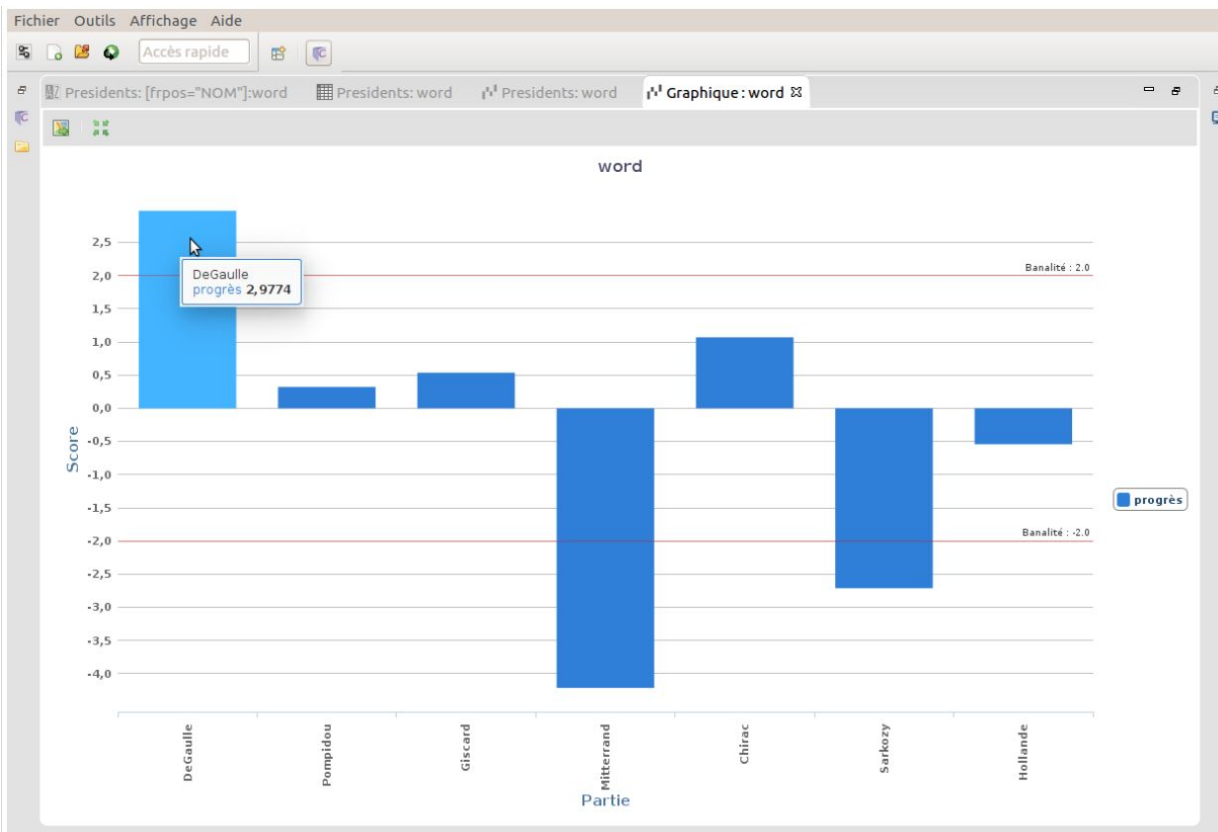 Fichier Outils Affichage Aide
Accès rapide
Presidents: [frpos="NOM"]:word Presidents: word Presidents: word Graphique : word
word
2,5
2,0
1,5
1,0
0,5
0,0
-0,5
-1,0
-1,5
-2,0
-2,5
-3,0
-3,5
-4,0
Score
Banalité : 2.0
DeGaulle
progrès 2,9774
progrès
Banalité : -2.0
DeGaulle
Pompidou
Giscard
Mitterrand
Chirac
Sarkozy
Hollande
Partie